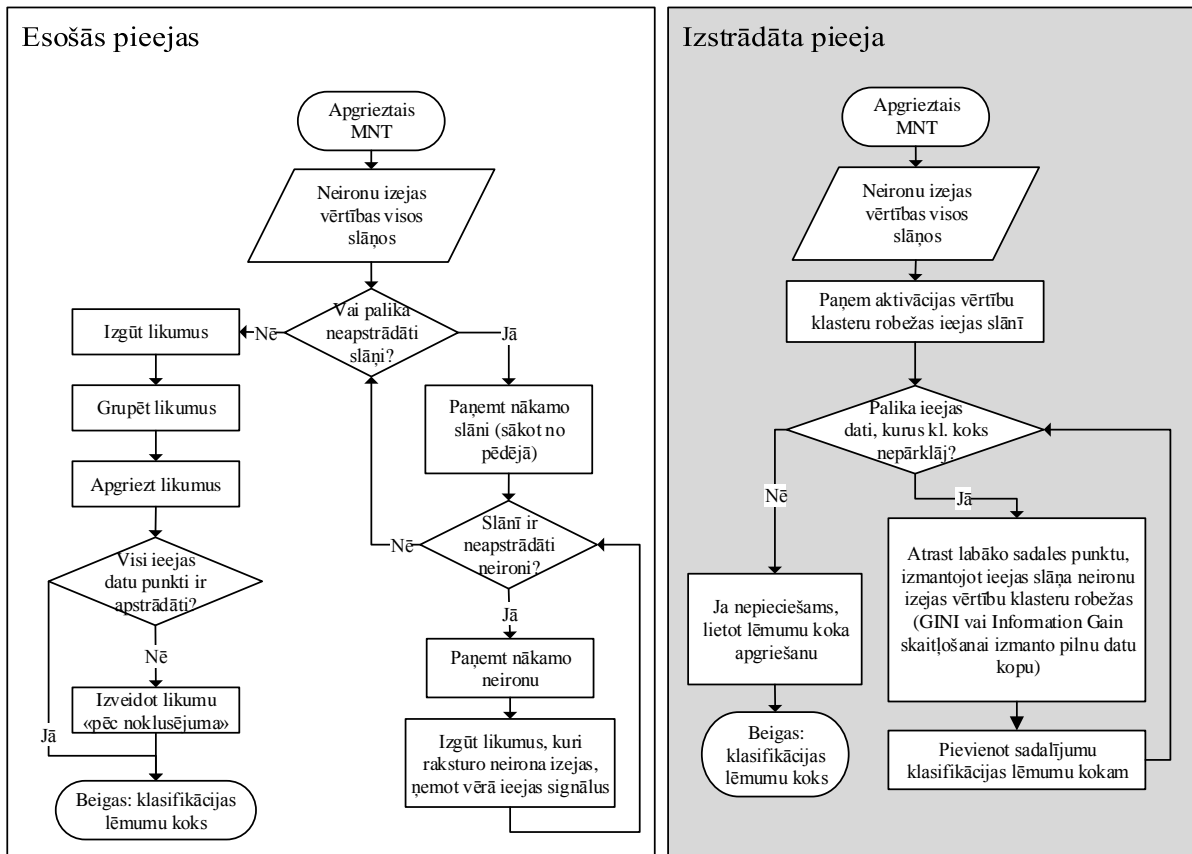 Esošās pieejas
Apgrieztais
MNT
Neironu izejas
vērtības visos
slāņos
Vai palika
neapstrādāti
slāņi?
Nē
Jā
Izgūt likumus
Grupēt likumus
Apgriezt likumus
Visi ieejas
datu punkti ir
apstrādāti?
Nē
Jā
Izveidot likumu
«pēc noklusējuma»
Beigas: klasifikācijas
lēmumu koks
Paņemt nākamo
slāni (sākot no
pēdējā)
Slānī ir
neapstrādāti
neironi?
Nē
Jā
Paņemt nākamo
neironu
Izgūt likumus, kuri
raksturo neirona izejas,
ņemot vērā ieejas signālus
Izstrādāta pieeja
Apgrieztais
MNT
Neironu izejas
vērtības visos
slāņos
Paņem aktivācijas vērtību
klasteru robežas ieejas slānī
Palika ieejas
dati, kurus kl. koks
nepārklāj?
Nē
Jā
Ja nepieciešams,
lietot lēmumu koka
apgriešanu
Beigas:
klasifikācijas
lēmumu koks
Atrast labāko sadales punktu,
izmantojot ieejas slāņa neironu
izejas vērtību klasteru robežas
(GINI vai Information Gain
skaitļošanai izmanto pilnu datu
kopu)
Pievienot sadalījumu
klasifikācijas lēmumu kokam